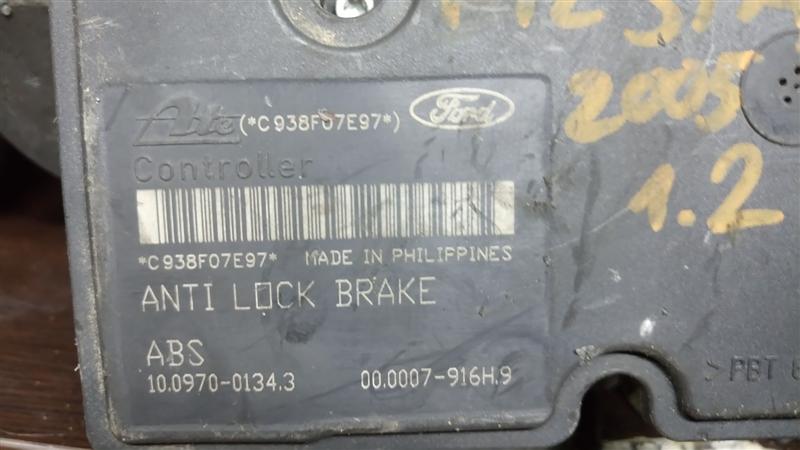 FIESTA
2005
1.2
Ate (*C938F07E97*) Ford
Controller
*C938F07E97* MADE IN PHILIPPINES
ANTI LOCK BRAKE
ABS
10.0970-0134.3 00.0007-916H.9
>PBT